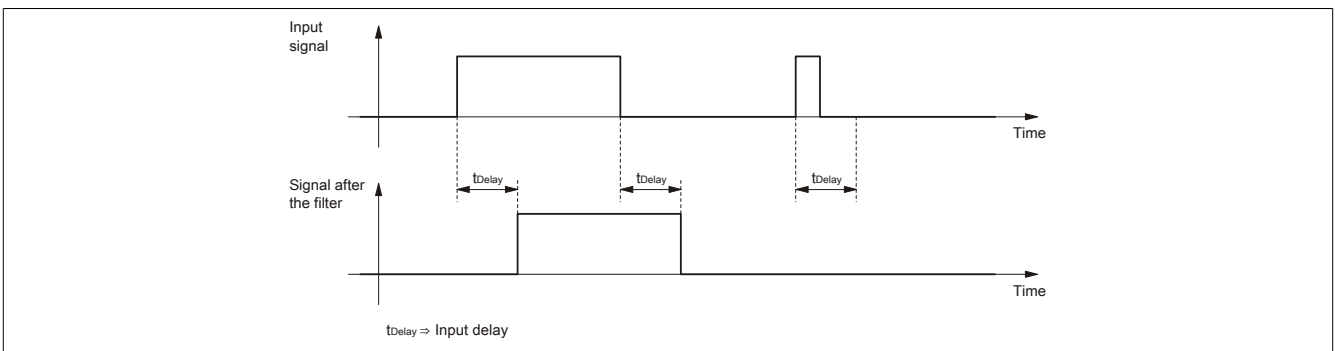 Input
signal
Time
tDelay
tDelay
tDelay
Signal after
the filter
Time
tDelay ⇒ Input delay